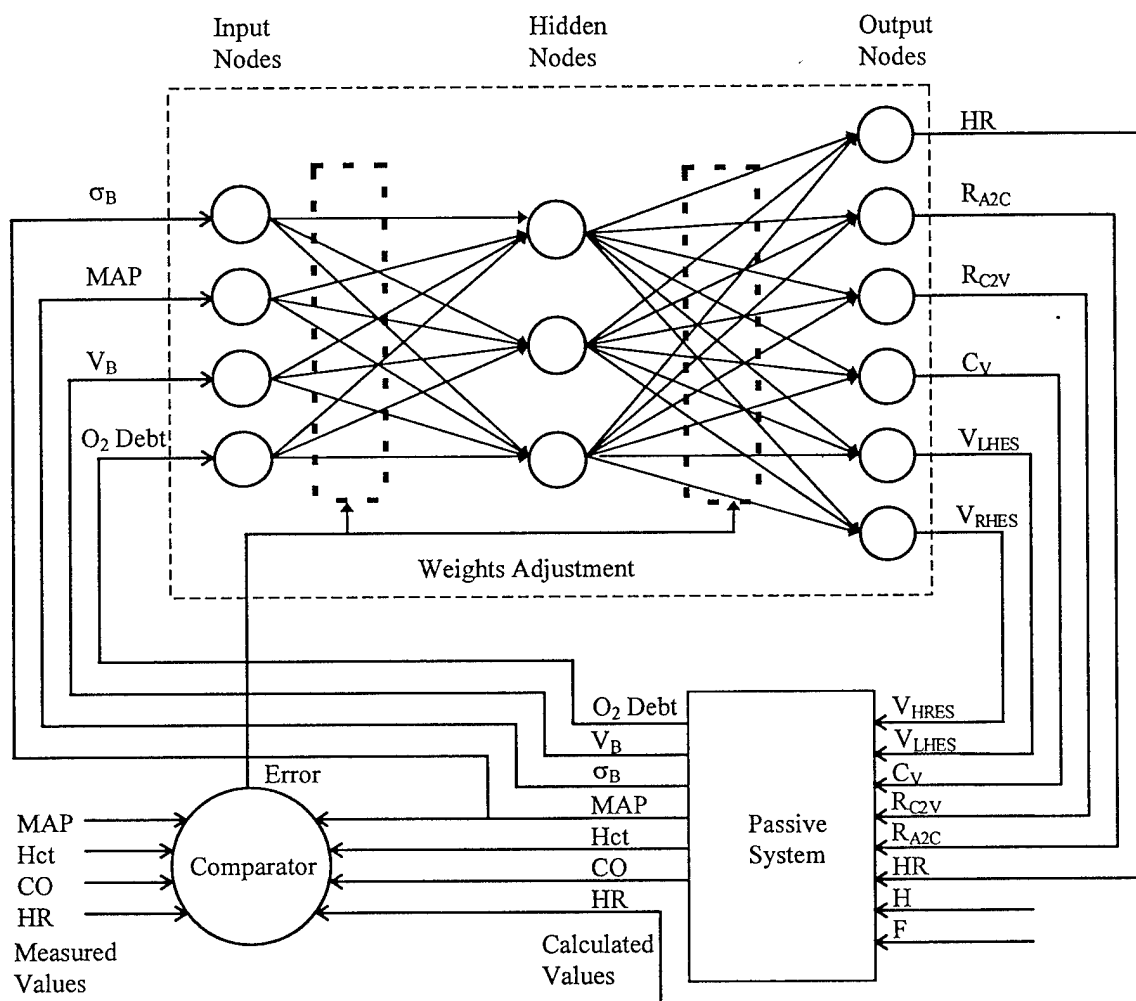 Input
Nodes
Hidden
Nodes
Output
Nodes
HR
σB
RA2C
MAP
RC2V
VB
CV
O2 Debt
VLHES
VRHES
Weights Adjustment
O2 Debt
VHRES
VB
VLHES
σB
CV
Error
MAP
RC2V
MAP
Hct
RA2C
Hct
Comparator
CO
Passive
System
HR
CO
HR
H
HR
F
Measured
Values
Calculated
Values